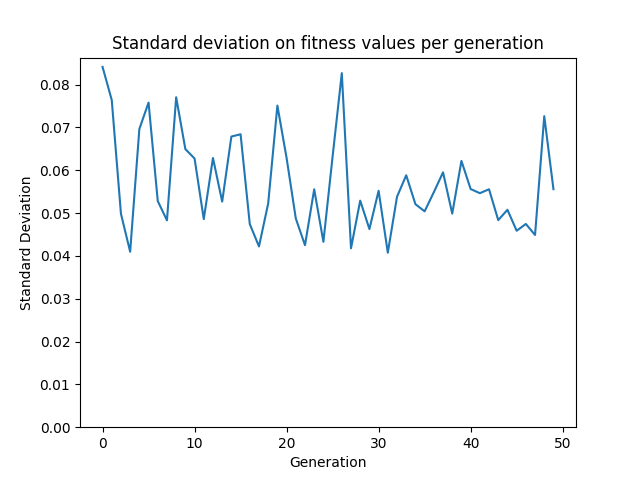 Standard deviation on fitness values per generation
0.08
0.07
0.06
0.05
0.04
0.03
0.02
0.01
0.00
Standard Deviation
0 10 20 30 40 50
Generation